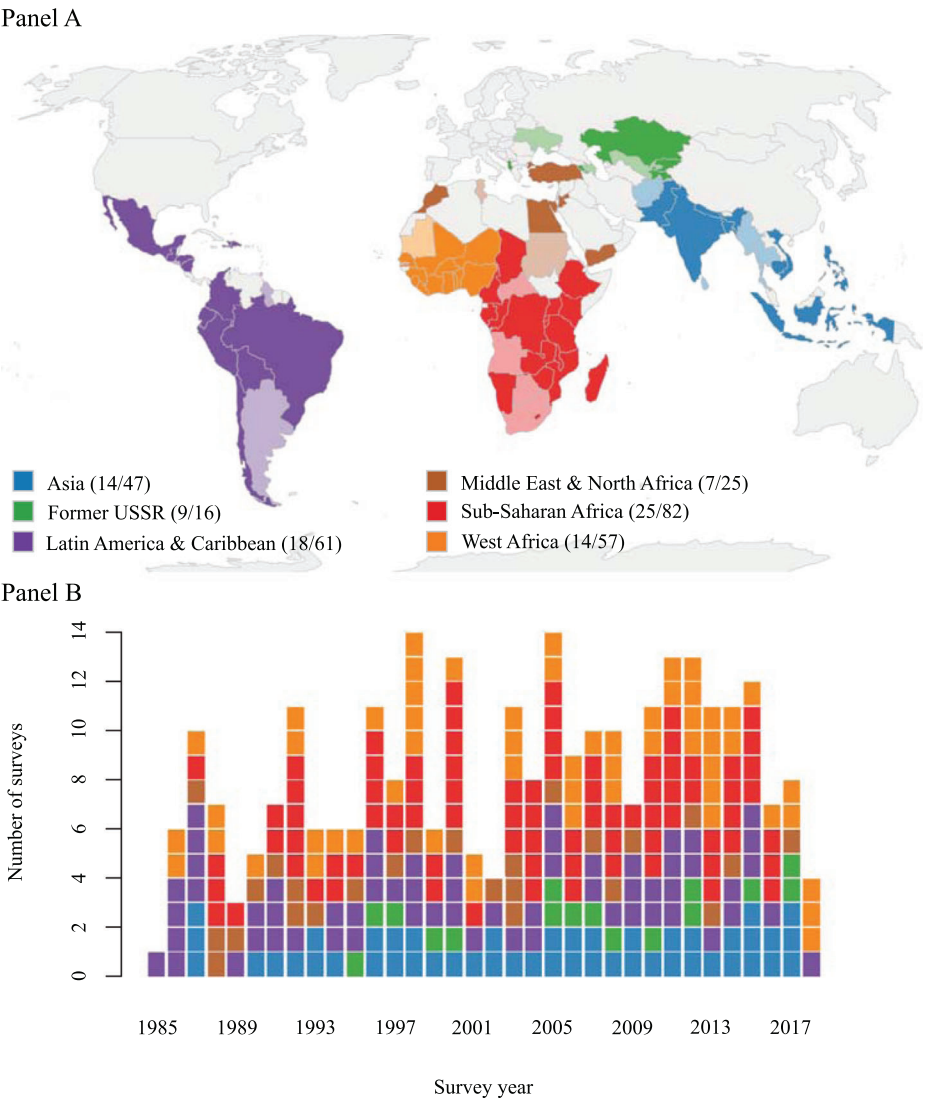 Panel A
Asia (14/47)
Former USSR (9/16)
Latin America & Caribbean (18/61)
Middle East & North Africa (7/25)
Sub-Saharan Africa (25/82)
West Africa (14/57)
Panel B
Number of surveys
14
12
10
8
6
4
2
0
1985 1989 1993 1997 2001 2005 2009 2013 2017
Survey year